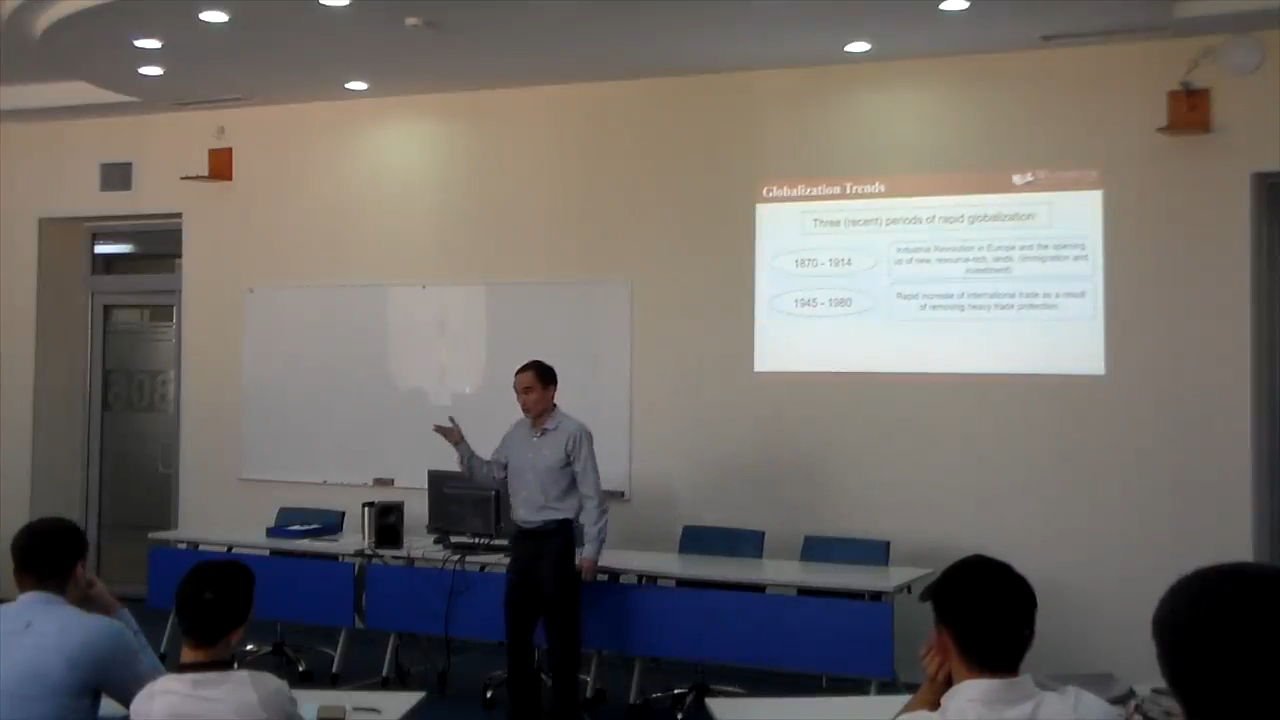 Globalization Trends
Three (recent) periods of rapid globalization:
1870 - 1914
Industrial Revolution in Europe and the opening
up of new, resource-rich, lands. (immigration and
investment)
1945 - 1980
Rapid increase of international trade as a result
of removing heavy trade protection.
308